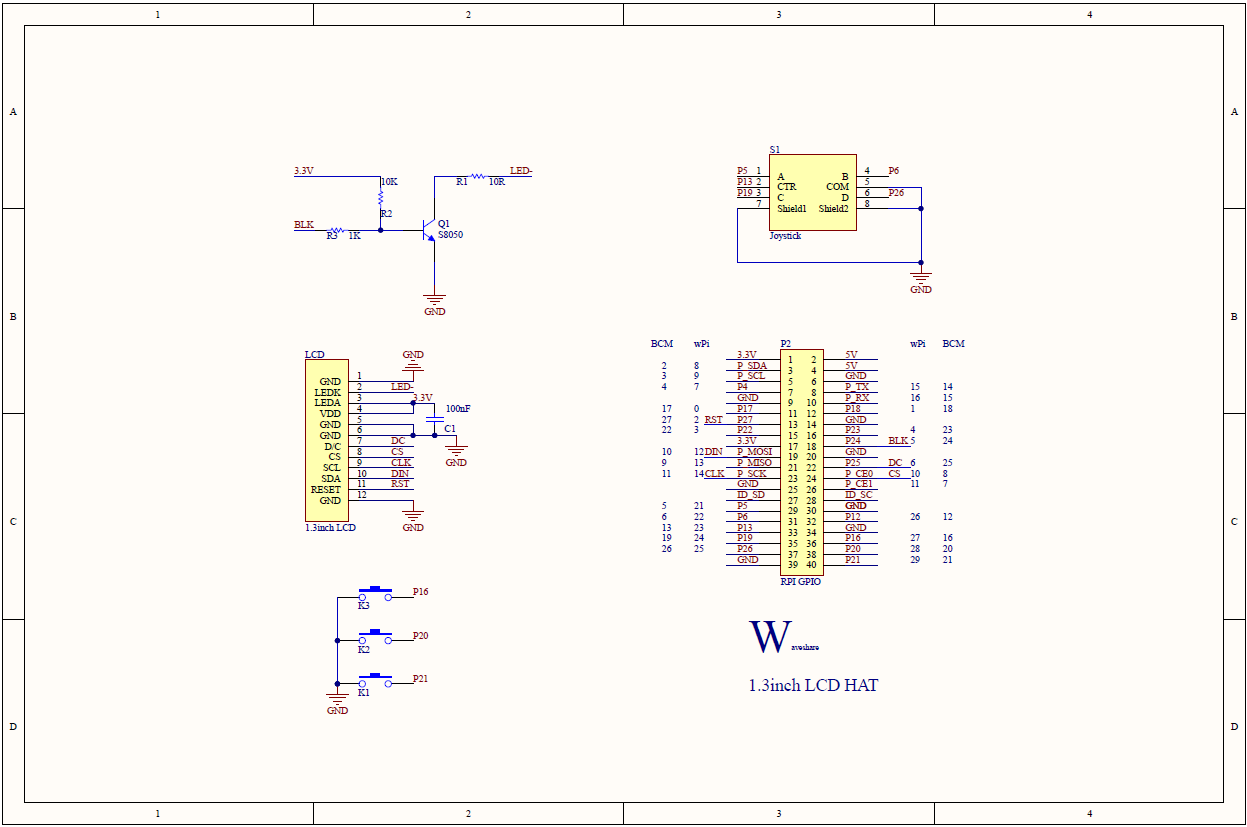 1 2 3 4
A A
B B
C C
D D
3.3V
10K
R2
BLK
R3 1K
Q1
S8050
R1 10R
LED-
GND
S1
P5 1 A B 4 P6
P13 2 CTR COM 5
P19 3 C D 6 P26
7 Shield1 Shield2 8
Joystick
GND
LCD
GND
GND 1
LEDK 2 LED-
LEDA 3 3.3V
VDD 4 100nF
GND 5 C1
GND 6
D/C 7 DC
CS 8 CS
SCL 9 CLK
SDA 10 DIN
RESET 11 RST
GND 12
1.3inch LCD
GND
GND
BCM wPi P2 wPi BCM
3.3V 1 2 5V
2 8 P_SDA 3 4 5V
3 9 P_SCL 5 6 GND
4 7 P4 7 8 P_TX 15 14
GND 9 10 P_RX 16 15
17 0 P17 11 12 P18 1 18
27 2 RST P27 13 14 GND
22 3 P22 15 16 P23 4 23
3.3V 17 18 P24 BLK 5 24
10 12 DIN P_MOSI 19 20 GND
9 13 P_MISO 21 22 P25 DC 6 25
11 14 CLK P_SCK 23 24 P_CE0 CS 10 8
GND 25 26 P_CE1 11 7
ID_SD 27 28 ID_SC
5 21 P5 29 30 GND
6 22 P6 31 32 P12 26 12
13 23 P13 33 34 GND
19 24 P19 35 36 P16 27 16
26 25 P26 37 38 P20 28 20
GND 39 40 P21 29 21
RPI GPIO
K3 P16
K2 P20
K1 P21
GND
Waveshare
1.3inch LCD HAT
1 2 3 4